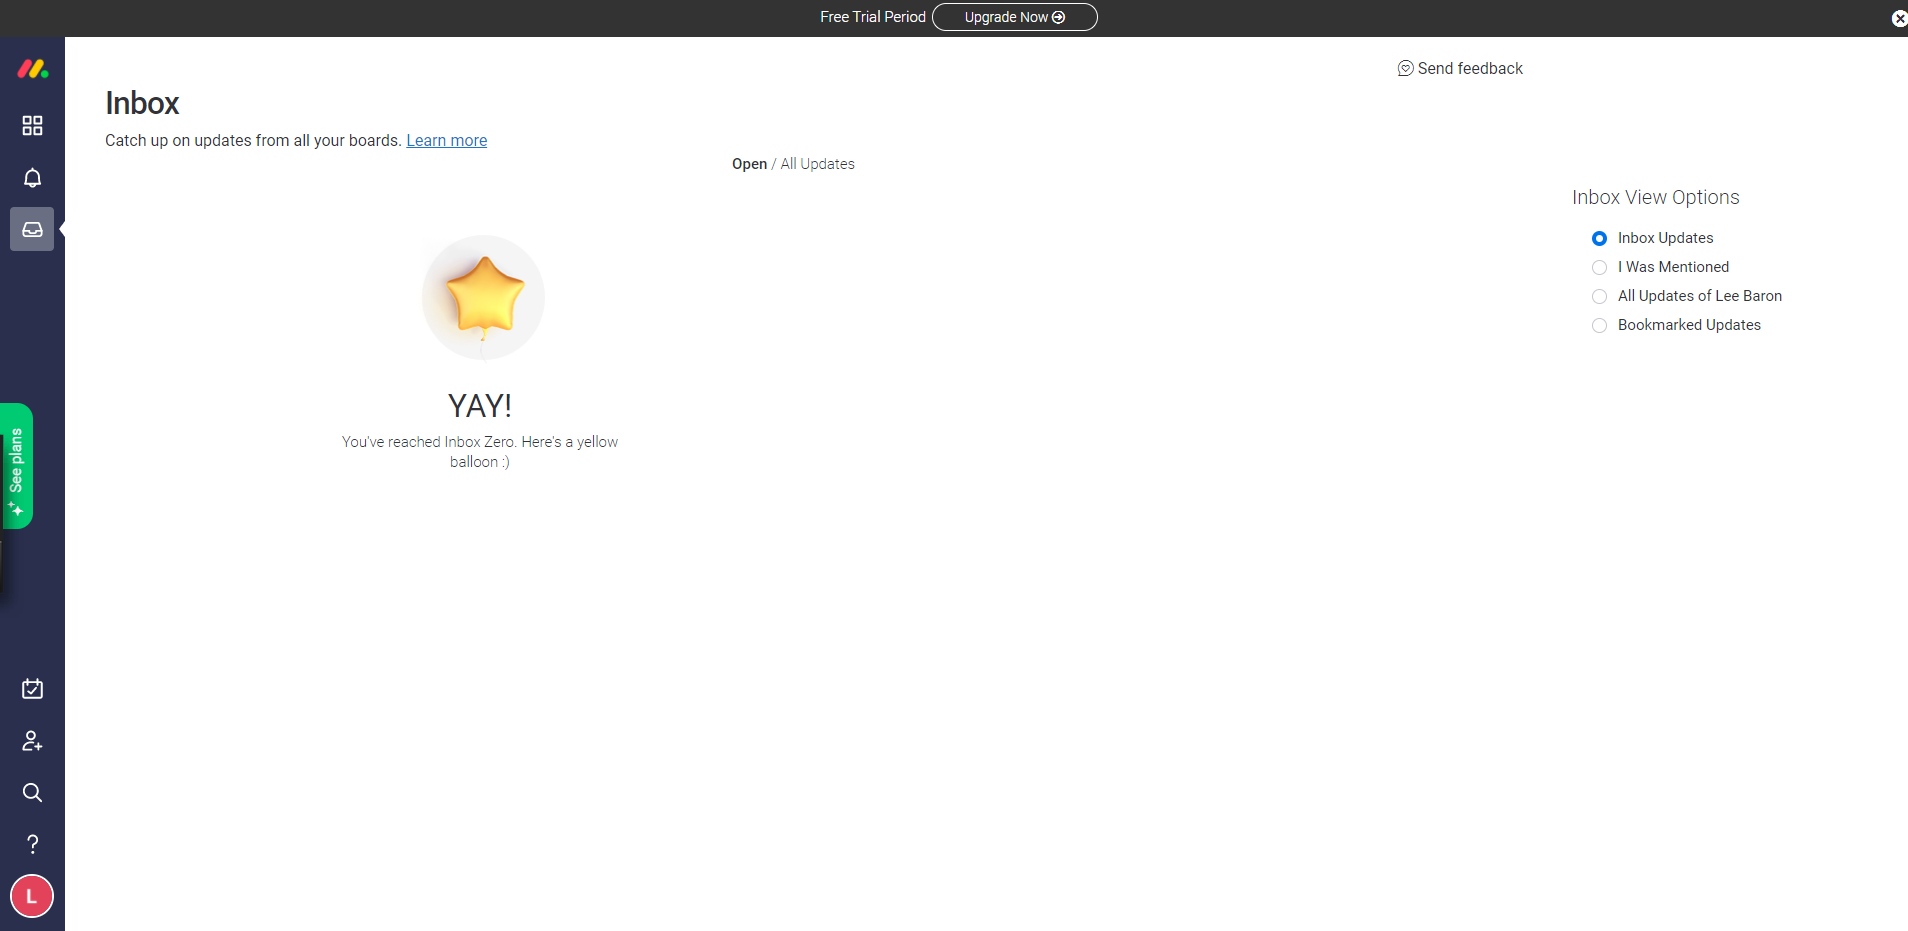 Free Trial Period
Upgrade Now
Send feedback
Inbox
Catch up on updates from all your boards. Learn more
Open / All Updates
Inbox View Options
Inbox Updates
I Was Mentioned
All Updates of Lee Baron
Bookmarked Updates
YAY!
You've reached Inbox Zero. Here's a yellow
balloon :)
See plans
?
L